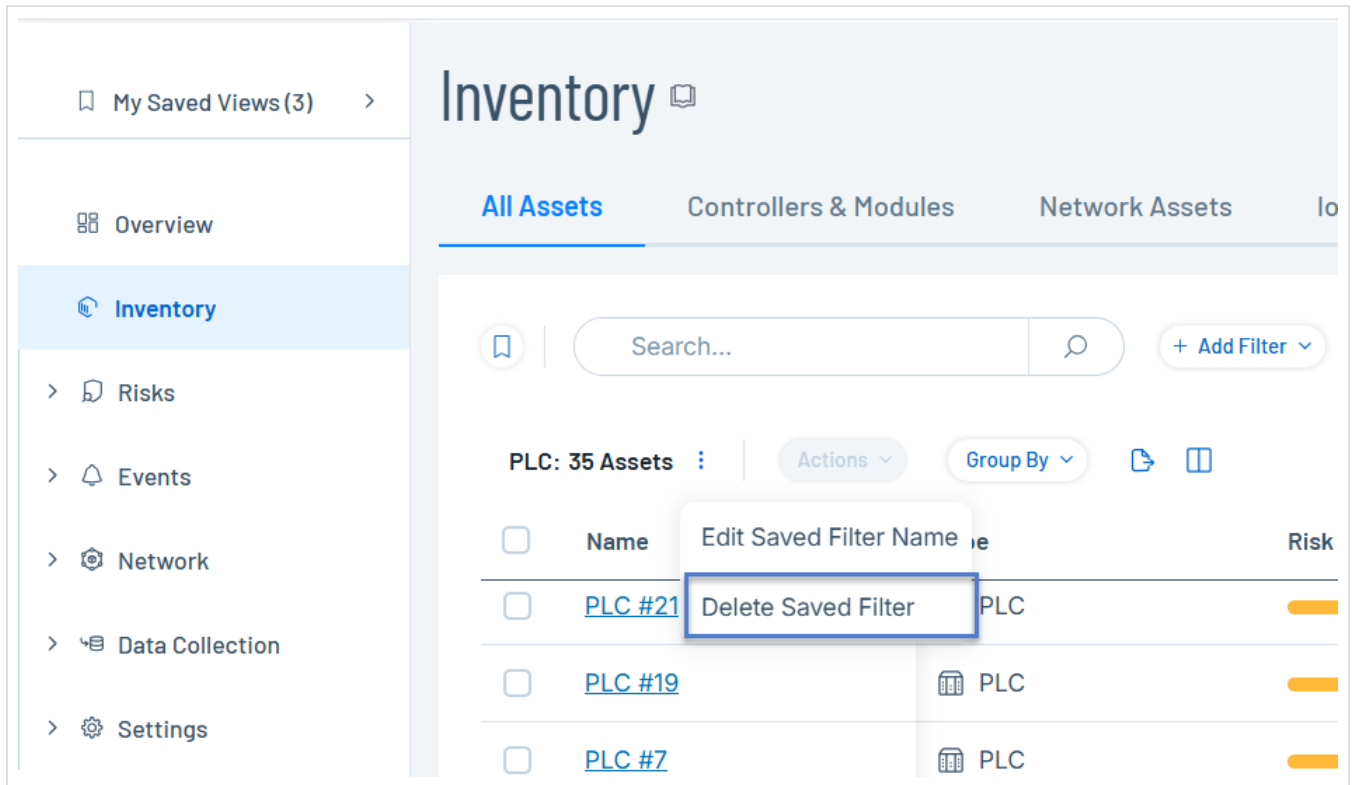 My Saved Views (3)
Overview
Inventory
Risks
Events
Network
Data Collection
Settings
Inventory
All Assets
Controllers & Modules
Network Assets
Search...
+ Add Filter
PLC: 35 Assets
Actions
Group By
Edit Saved Filter Name
Delete Saved Filter
Name
Risk
PLC #21
PLC
PLC #19
PLC
PLC #7
PLC